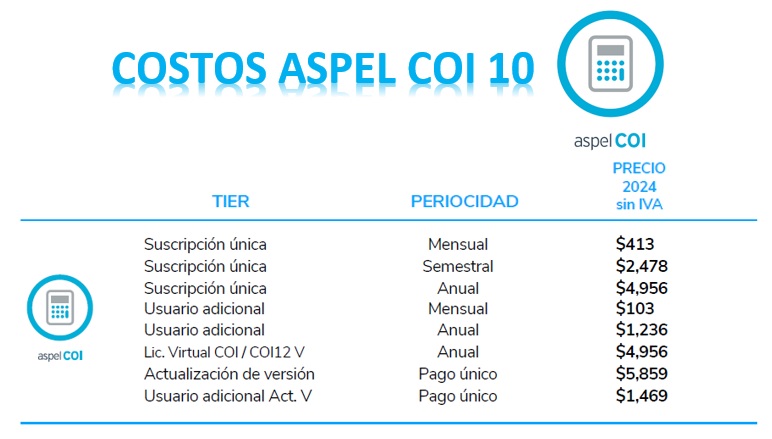 COSTOS ASPEL COI 10
aspel COI
TIER PERIOCIDAD PRECIO 2024 sin IVA
Suscripción única Mensual $413
Suscripción única Semestral $2,478
Suscripción única Anual $4,956
Usuario adicional Mensual $103
Usuario adicional Anual $1,236
Lic. Virtual COI / COI12 V Anual $4,956
Actualización de versión Pago único $5,859
Usuario adicional Act. V Pago único $1,469
aspel COI